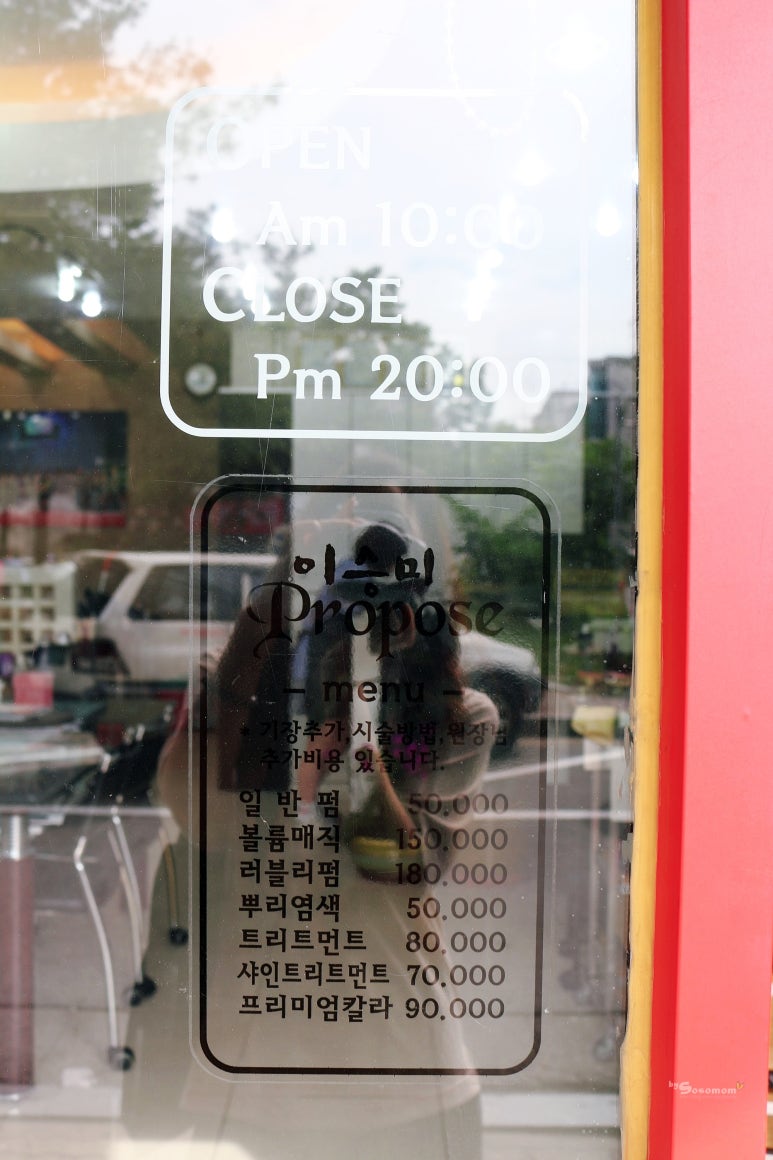 OPEN
Am 10:00
CLOSE
Pm 20:00
이승미
Propose
- menu -
* 기장추가,시술방법,원장님
추가비용 있습니다.
일 반 펌 50,000
볼륨매직 150,000
러블리펌 180,000
뿌리염색 50,000
트리트먼트 80,000
샤인트리트먼트 70,000
프리미엄칼라 90,000
by Sosomom